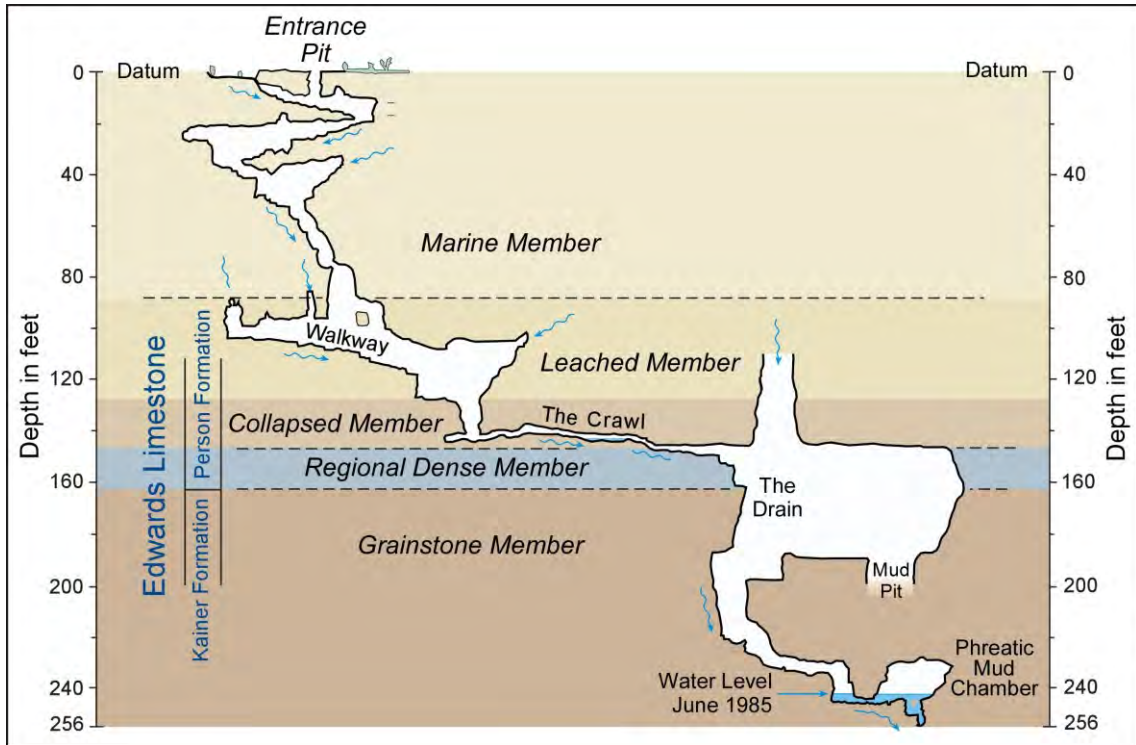 Entrance
Pit
Datum
Datum
0
40
80
120
160
200
240
256
Depth in feet
0
40
80
120
160
200
240
256
Depth in feet
Marine Member
Walkway
Leached Member
Collapsed Member
The Crawl
Regional Dense Member
The
Drain
Grainstone Member
Mud
Pit
Phreatic
Mud
Chamber
Water Level
June 1985
Edwards Limestone
Person Formation
Kainer Formation